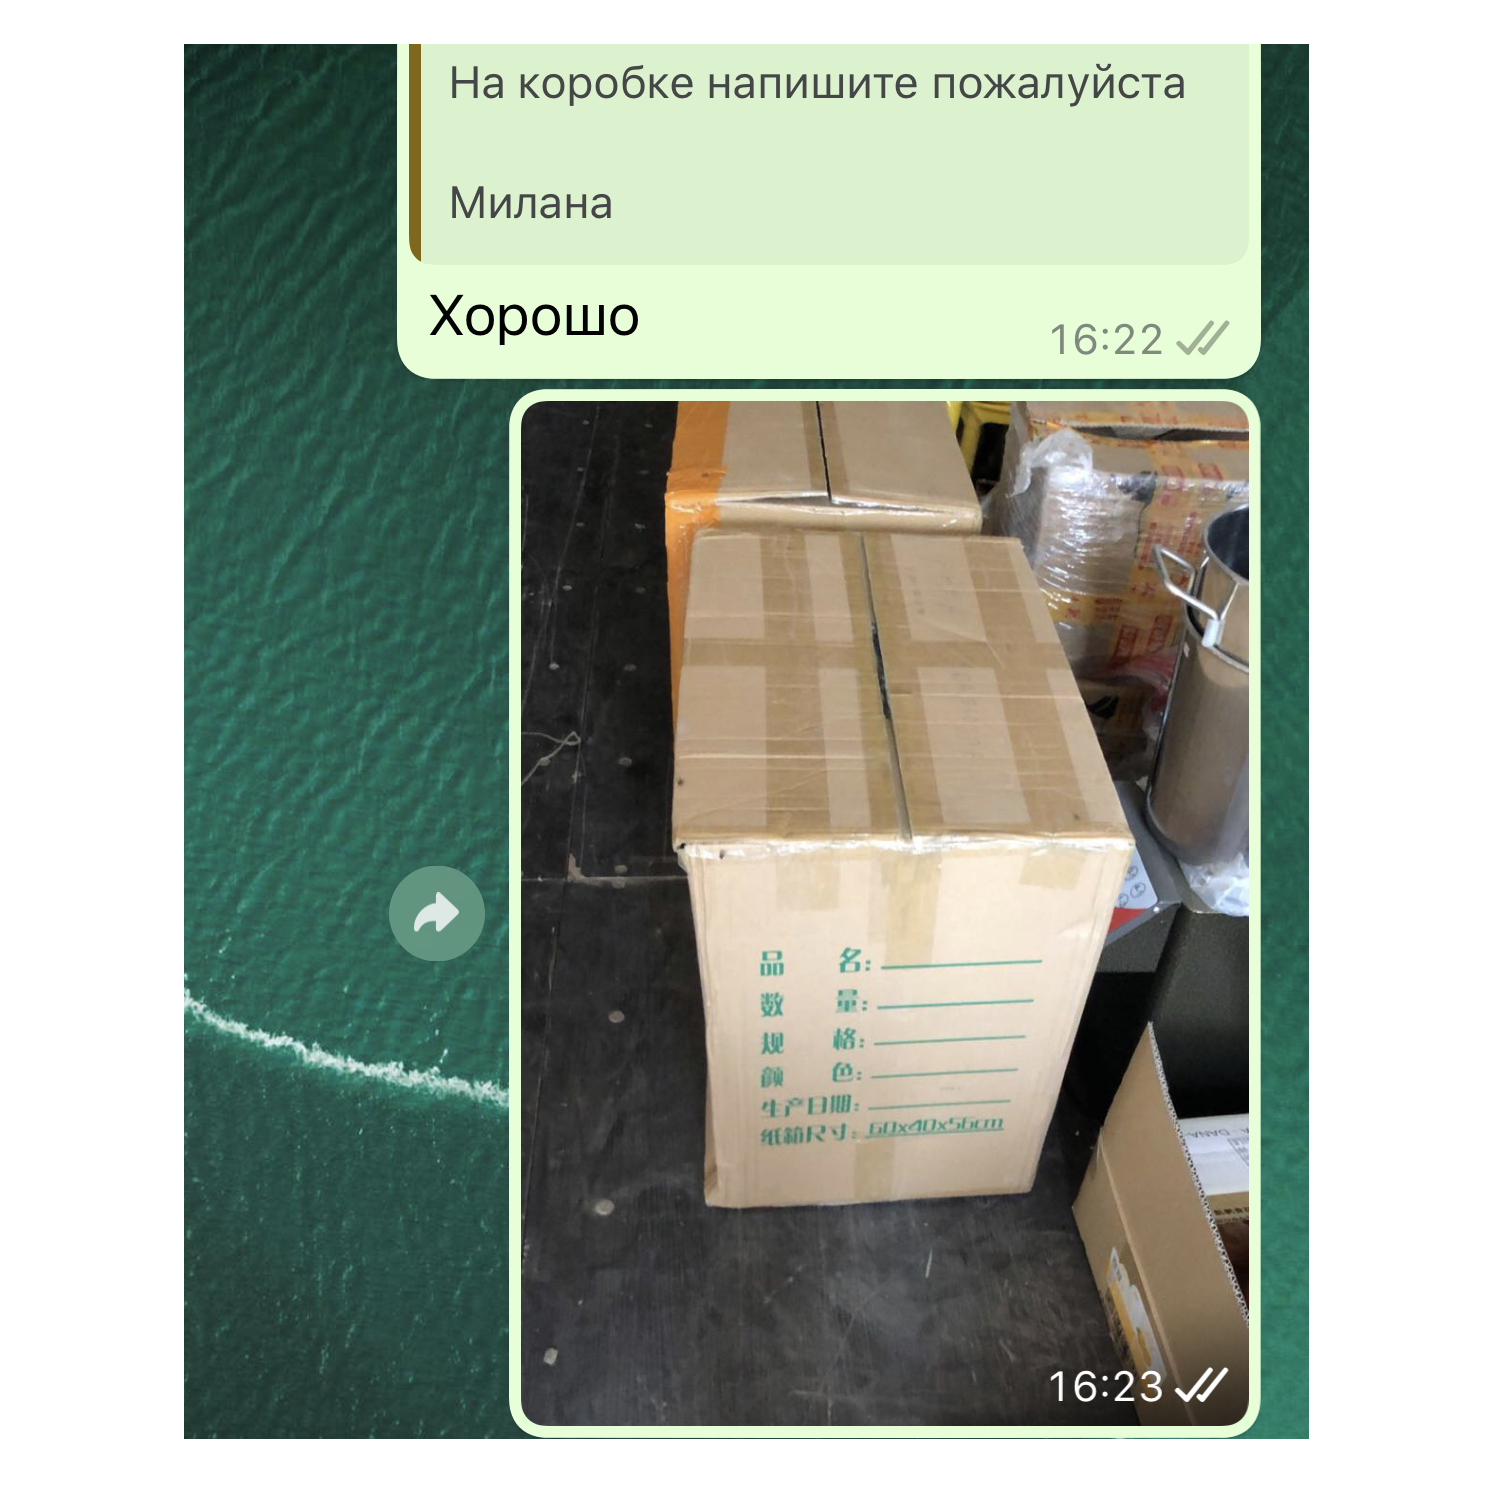 На коробке напишите пожалуйста
Милана
Хорошо
16:22
品 名:
数 量:
规 格:
颜 色:
生产日期:
纸箱尺寸: 60x40x56cm
16:23